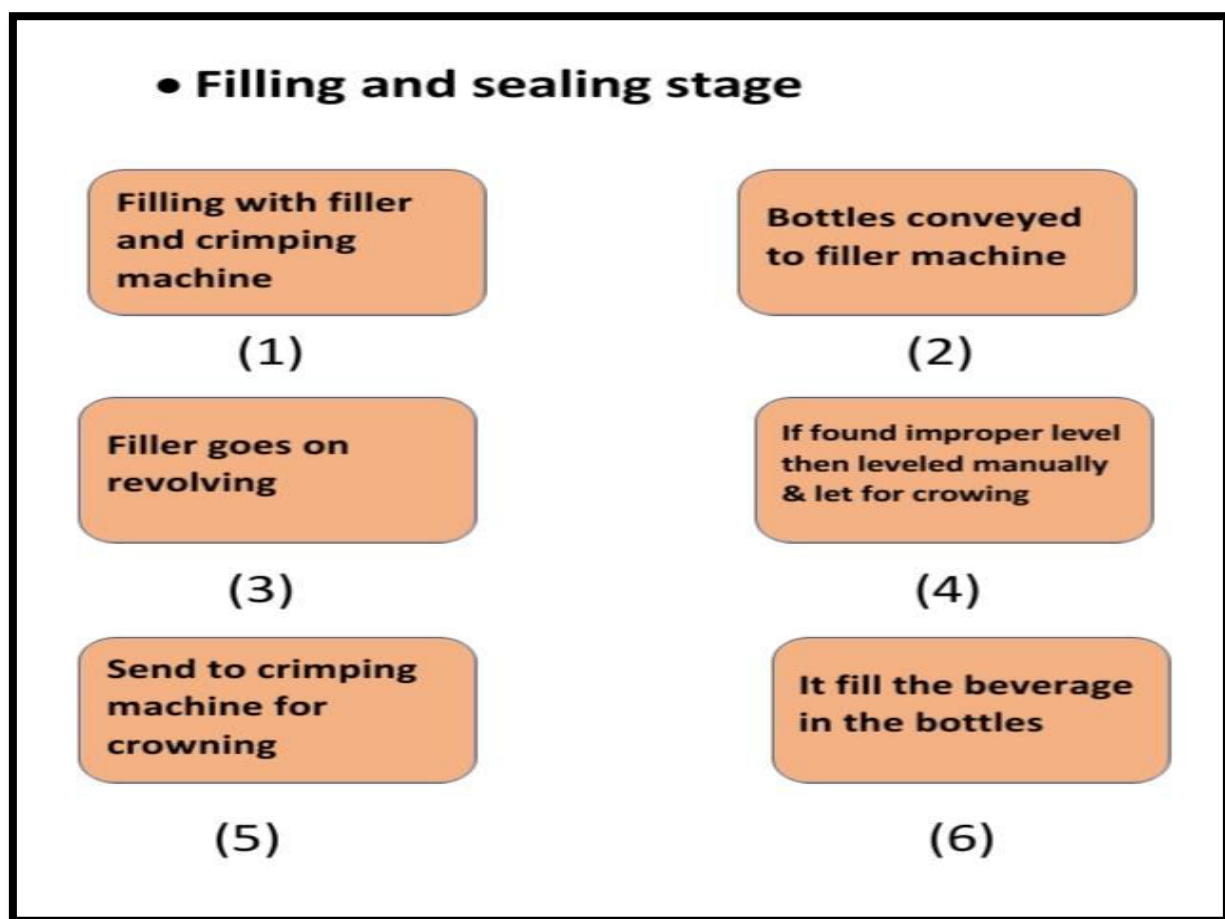 • Filling and sealing stage
Filling with filler
and crimping
machine
(1)
Bottles conveyed
to filler machine
(2)
Filler goes on
revolving
(3)
If found improper level
then leveled manually
& let for crowing
(4)
Send to crimping
machine for
crowning
(5)
It fill the beverage
in the bottles
(6)